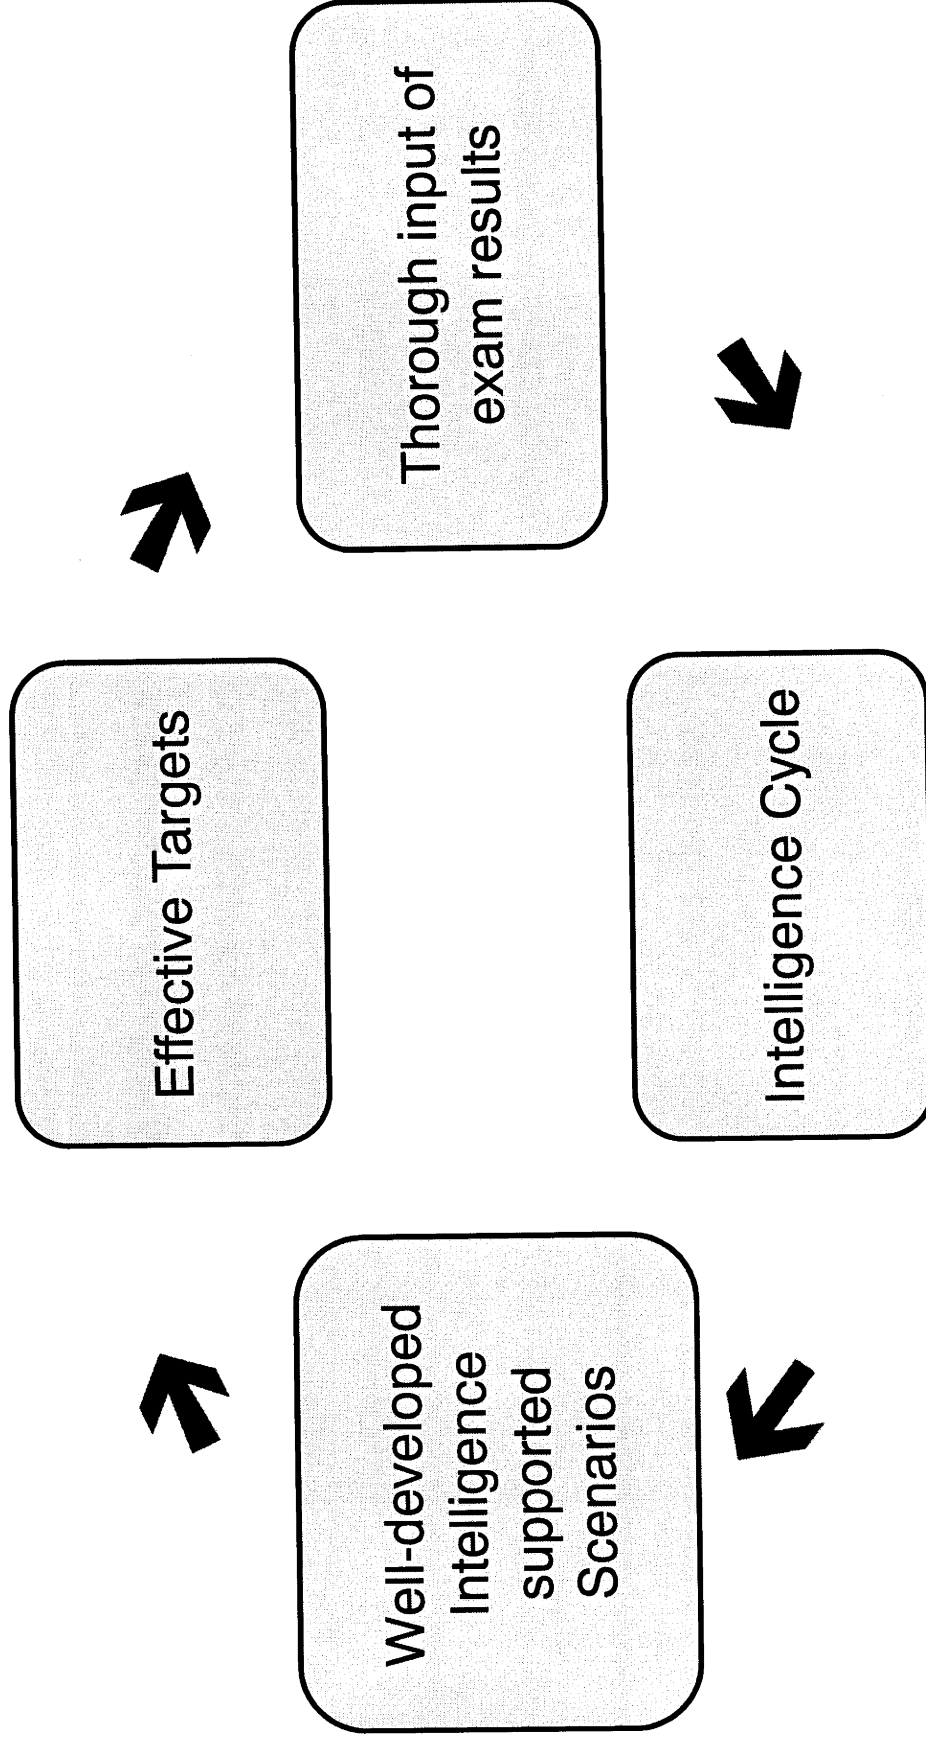 Effective Targets
Thorough input of
exam results
Intelligence Cycle
Well-developed
Intelligence
supported
Scenarios